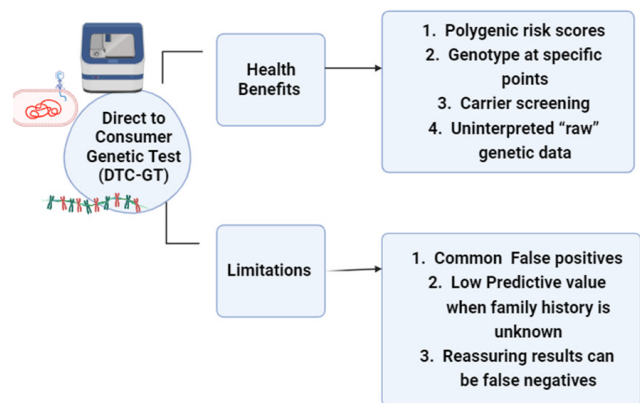 Direct to
Consumer
Genetic Test
(DTC-GT)
Health
Benefits
1. Polygenic risk scores
2. Genotype at specific
points
3. Carrier screening
4. Uninterpreted “raw”
genetic data
Limitations
1. Common False positives
2. Low Predictive value
when family history is
unknown
3. Reassuring results can
be false negatives